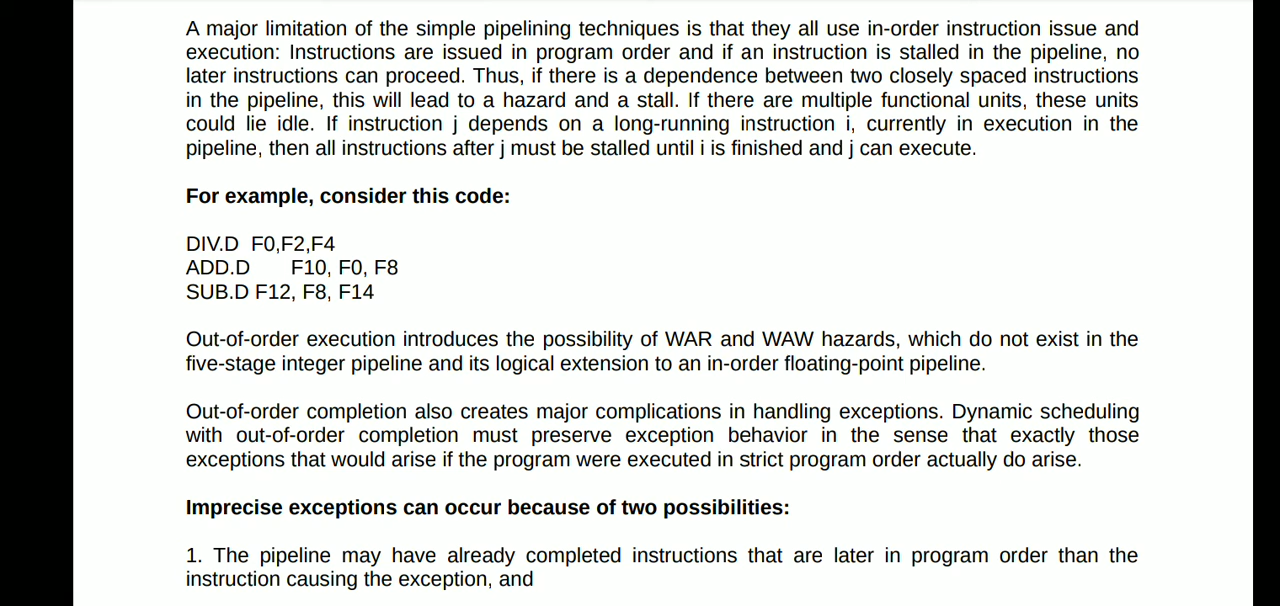 A major limitation of the simple pipelining techniques is that they all use in-order instruction issue and
execution: Instructions are issued in program order and if an instruction is stalled in the pipeline, no
later instructions can proceed. Thus, if there is a dependence between two closely spaced instructions
in the pipeline, this will lead to a hazard and a stall. If there are multiple functional units, these units
could lie idle. If instruction j depends on a long-running instruction i, currently in execution in the
pipeline, then all instructions after j must be stalled until i is finished and j can execute.
For example, consider this code:
DIV.D F0,F2,F4
ADD.D F10, F0, F8
SUB.D F12, F8, F14
Out-of-order execution introduces the possibility of WAR and WAW hazards, which do not exist in the
five-stage integer pipeline and its logical extension to an in-order floating-point pipeline.
Out-of-order completion also creates major complications in handling exceptions. Dynamic scheduling
with out-of-order completion must preserve exception behavior in the sense that exactly those
exceptions that would arise if the program were executed in strict program order actually do arise.
Imprecise exceptions can occur because of two possibilities:
1. The pipeline may have already completed instructions that are later in program order than the
instruction causing the exception, and